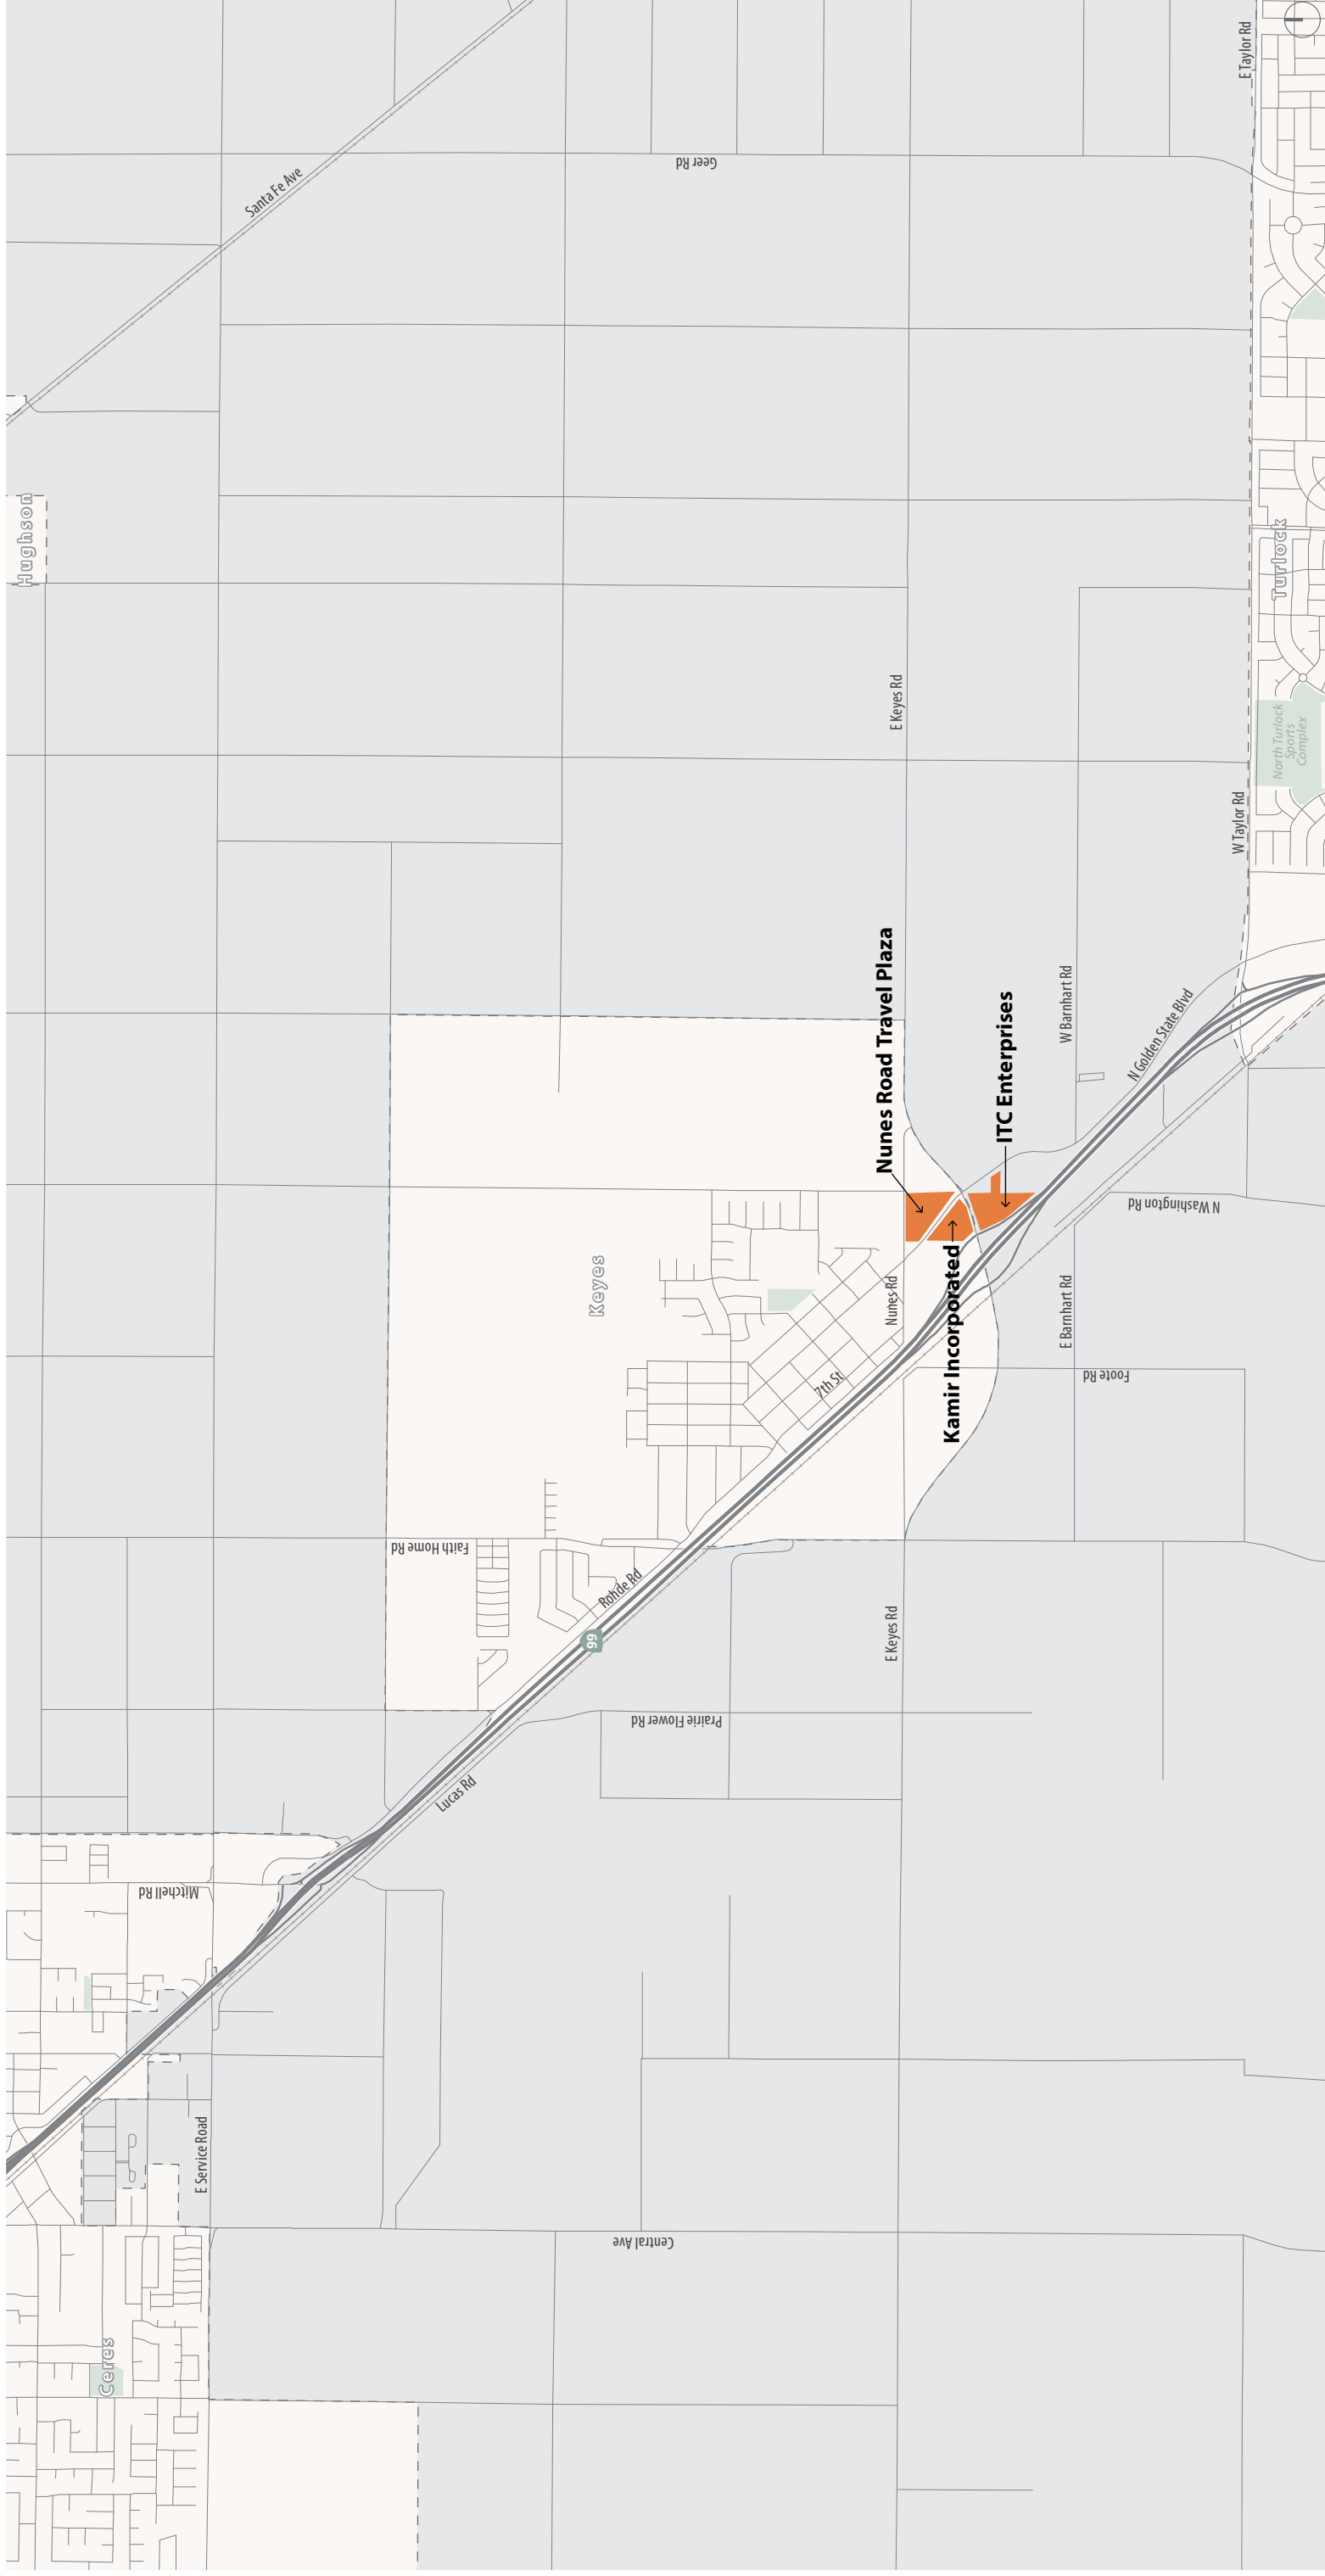 Hughson
Santa Fe Ave
Geer Rd
E Taylor Rd
Turlock
North Turlock
Sports
Complex
W Taylor Rd
E Keyes Rd
Nunes Road Travel Plaza
ITC Enterprises
Kamir Incorporated
W Barnhart Rd
N Golden State Blvd
N Washington Rd
E Barnhart Rd
Foote Rd
Nunes Rd
7th St
Keyes
Faith Home Rd
Rohde Rd
99
E Keyes Rd
Prairie Flower Rd
Lucas Rd
Mitchell Rd
E Service Road
Central Ave
Ceres